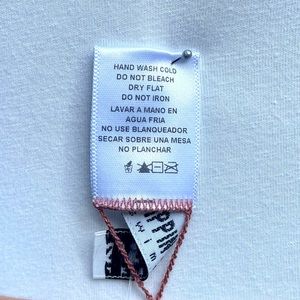 HAND WASH COLD
DO NOT BLEACH
DRY FLAT
DO NOT IRON
LAVAR A MANO EN
AGUA FRIA
NO USE BLANQUEADOR
SECAR SOBRE UNA MESA
NO PLANCHAR